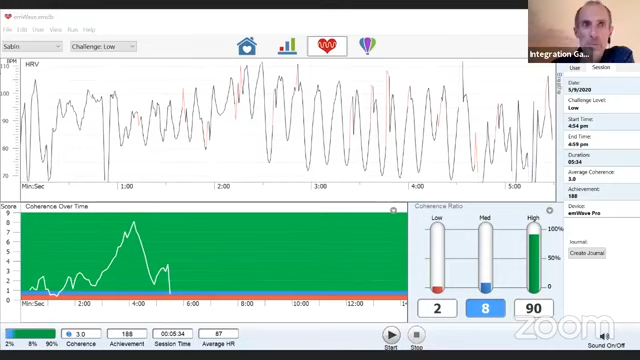 emWave.emdb
File Edit View Run Help
Sabin
Challenge: Low
Integration Ga...
User Session
BPM
HRV
110
100
90
80
70
Min:Sec 1:00 2:00 3:00 4:00 5:00
Date:
5/9/2020
Challenge Level:
Low
Start Time:
4:54 pm
End Time:
4:59 pm
Duration:
05:34
Average Coherence:
3.0
Achievement:
188
Device:
emWave Pro
Journal:
Create Journal
Score
Coherence Over Time
9
8
7
6
5
4
3
2
1
0
Min:Sec 2:00 4:00 6:00 8:00 10:00 12:00 14
Coherence Ratio
Low Med High
100%
50%
0
2 8 90
zoom
2% 8% 90%
3.0 188 00:05:34 87
Coherence Achievement Session Time Average HR
Start Stop
Sound On/Off